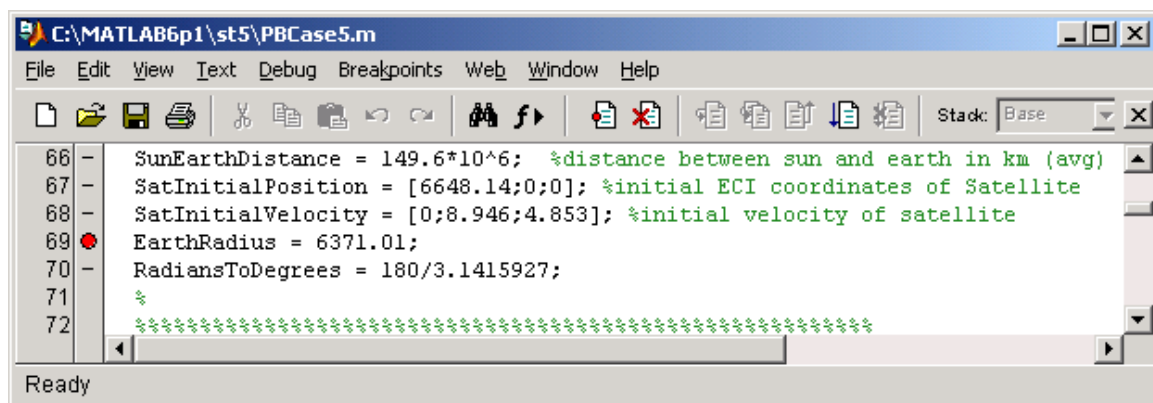 C:\MATLAB6p1\st5\PBCase5.m
File Edit View Text Debug Breakpoints Web Window Help
Stack: Base
66 - SunEarthDistance = 149.6*10^6; %distance between sun and earth in km (avg)
67 - SatInitialPosition = [6648.14;0;0]; %initial ECI coordinates of Satellite
68 - SatInitialVelocity = [0;8.946;4.853]; %initial velocity of satellite
69 EarthRadius = 6371.01;
70 - RadiansToDegrees = 180/3.1415927;
71 %
72 %%%%%%%%%%%%%%%%%%%%%%%%%%%%%%%%%%%%%%%%%%%%%%%%%%%%%%%%%
Ready